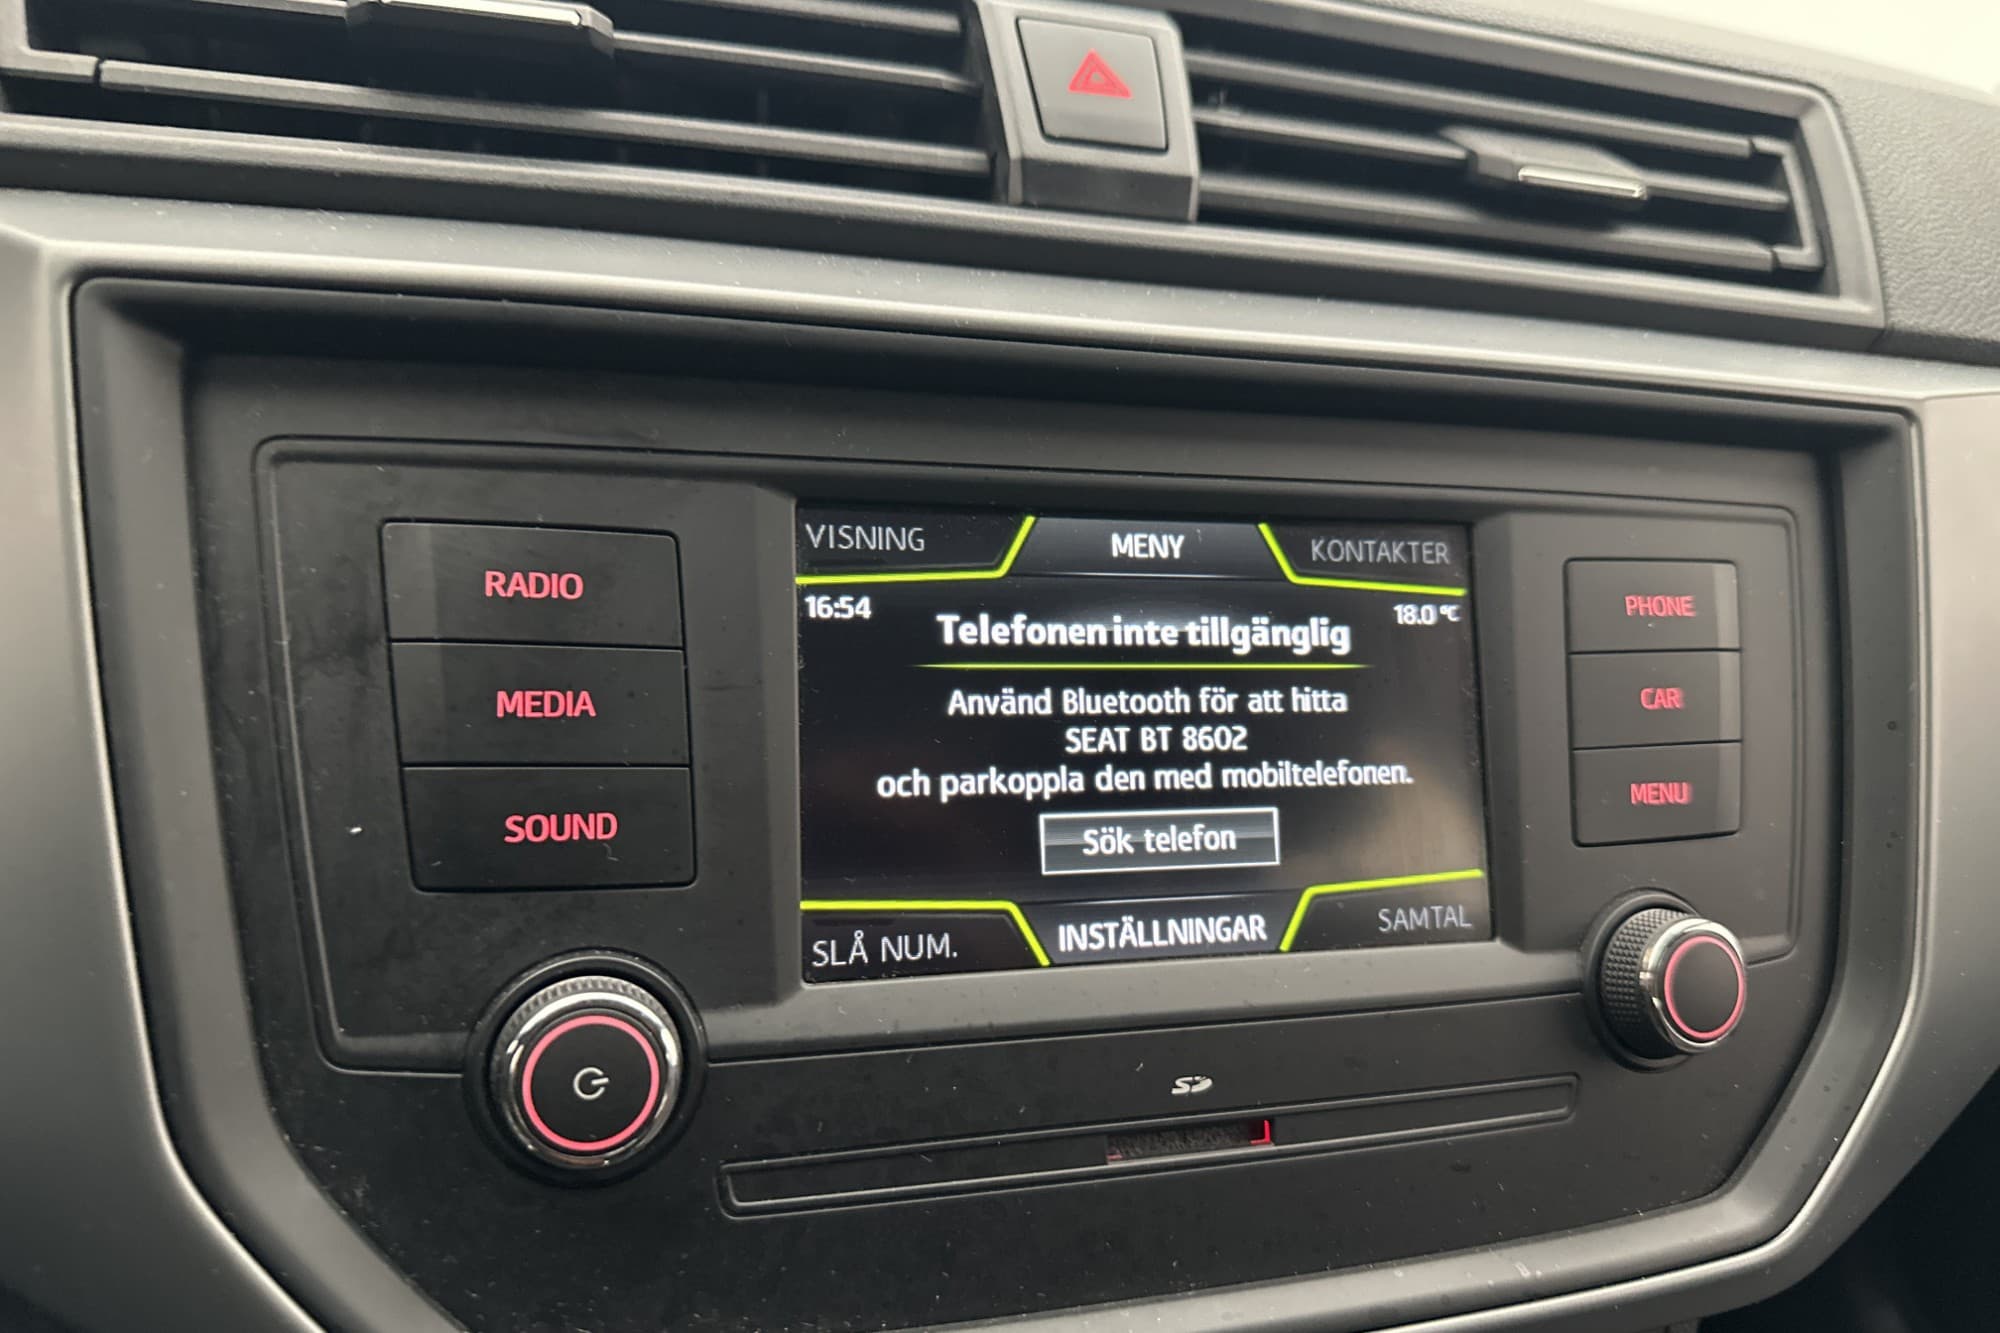 VISNING
MENY
KONTAKTER
16:54
18.0 °C
Telefonen inte tillgänglig
Använd Bluetooth för att hitta
SEAT BT 8602
och parkoppla den med mobiltelefonen.
Sök telefon
SLÅ NUM.
INSTÄLLNINGAR
SAMTAL
RADIO
MEDIA
SOUND
PHONE
CAR
MENU
SD